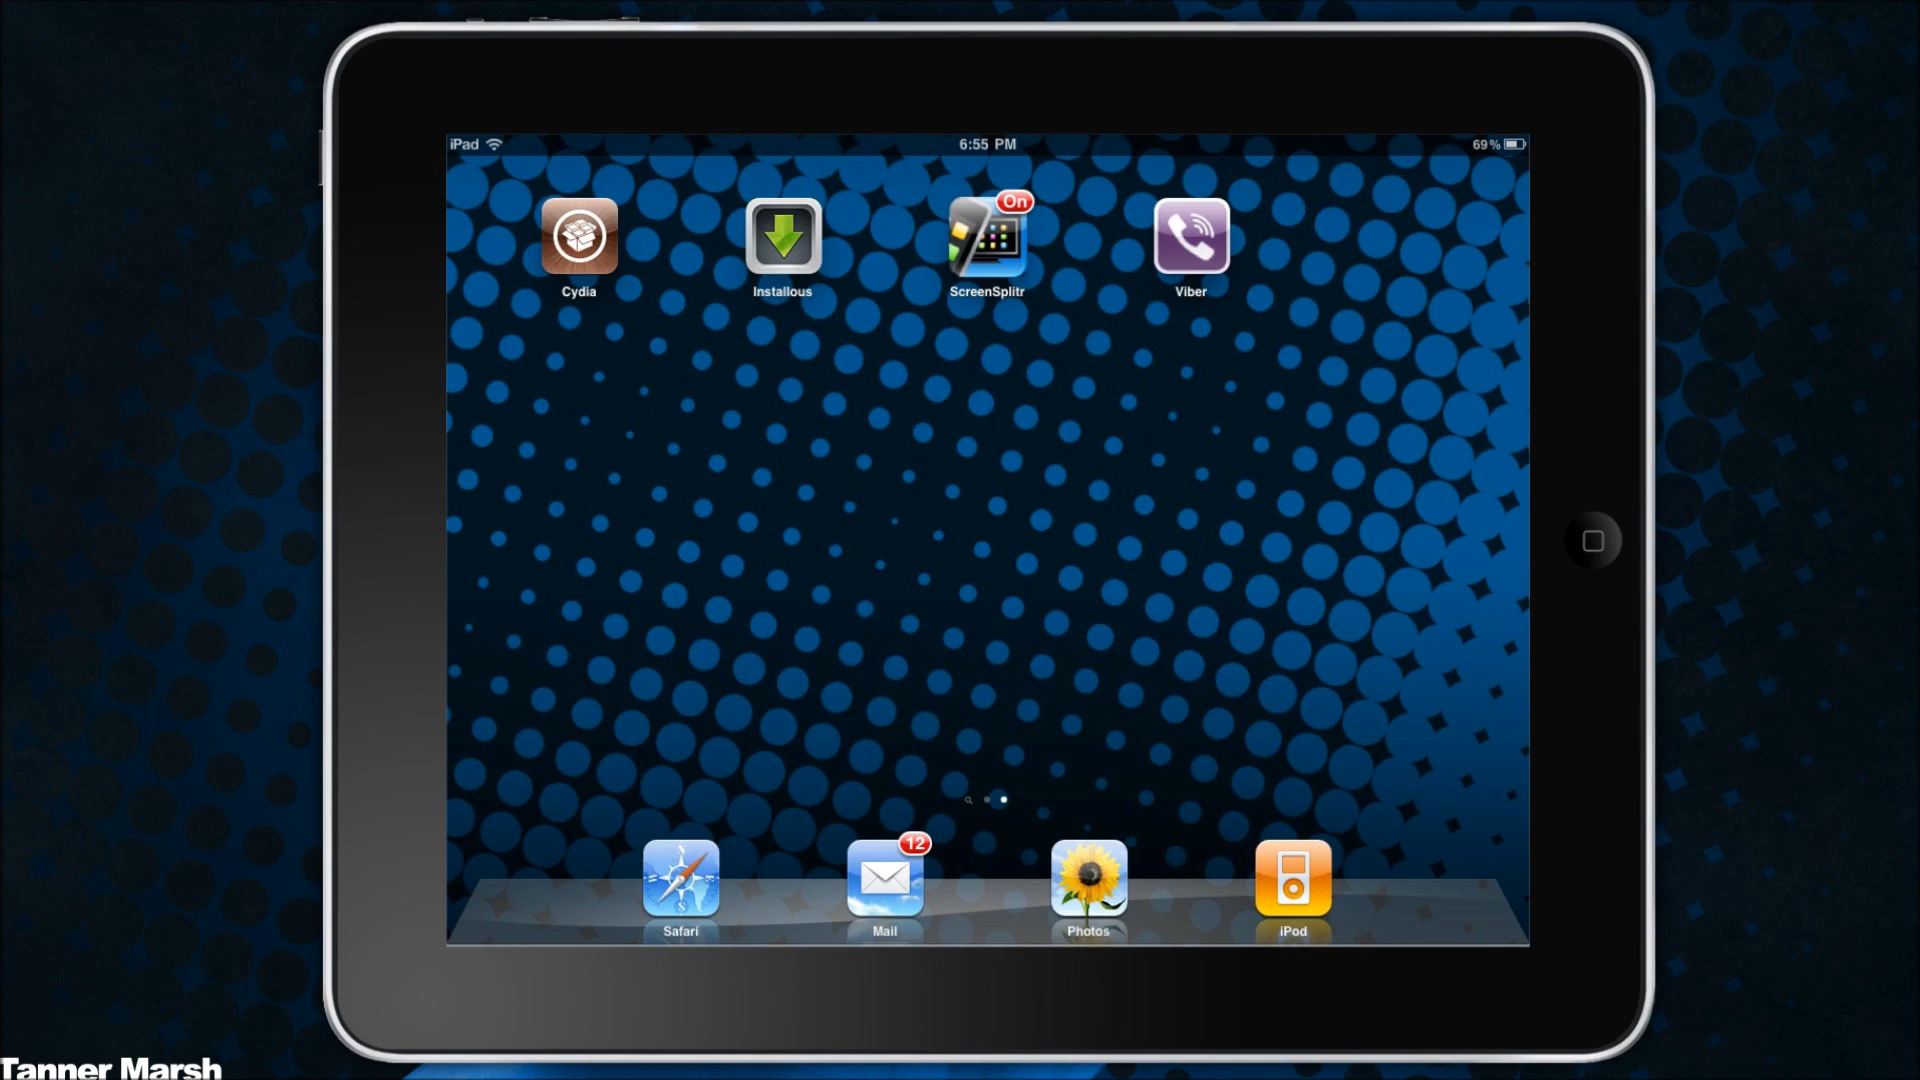 iPad 6:55 PM 69%
On
Cydia Installous ScreenSplitr Viber
12
Safari Mail Photos iPod
Tanner Marsh